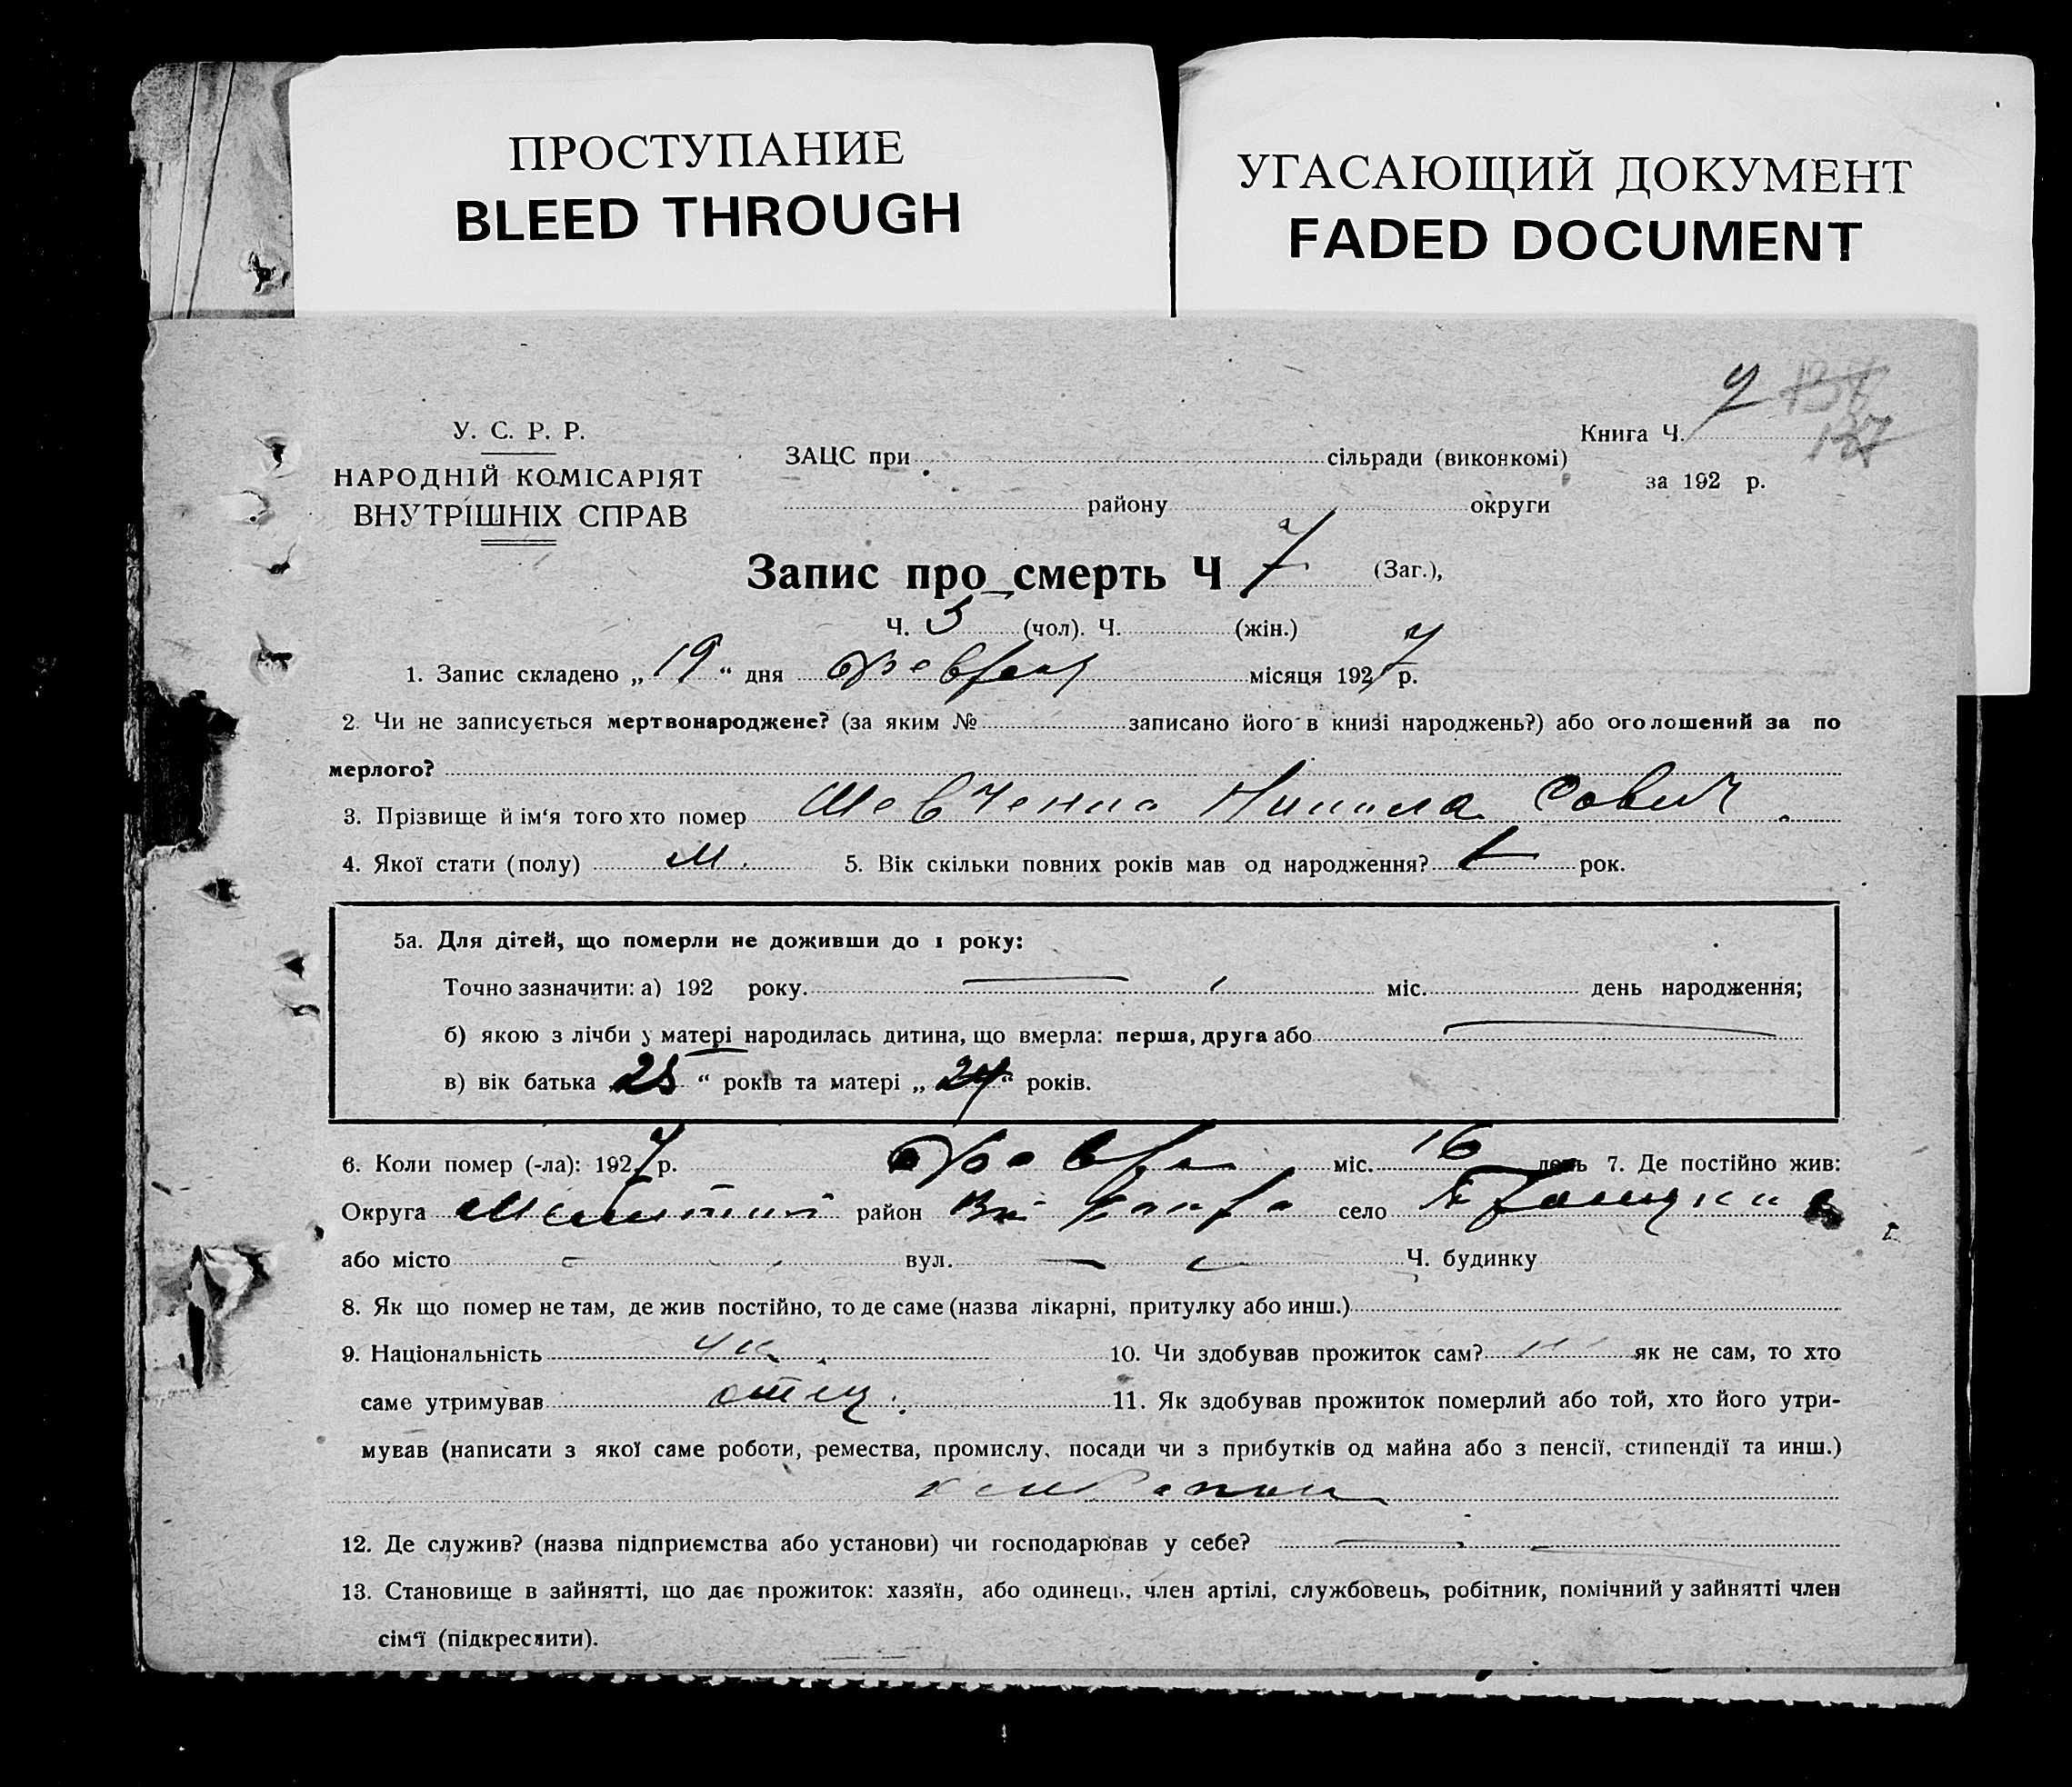 ПРОСТУПАНИЕ
BLEED THROUGH
УГАСАЮЩИЙ ДОКУМЕНТ
FADED DOCUMENT
У. С. Р. Р.
НАРОДНІЙ КОМІСАРІЯТ
ВНУТРІШНІХ СПРАВ
ЗАЦС при сільради (виконкомі)
району округи
Книга Ч.
137
за 192 р.
Запис про смерть Ч 7 (Заг.),
Ч. 5 (чол). Ч. (жін.)
1. Запис складено „ 19 “ дня февраля місяця 1927 р.
2. Чи не записується мертвонароджене? (за яким № записано його в книзі народжень?) або оголошений за по
мерлого?
3. Прізвище й ім'я того хто помер Шевченко Никила Сович
4. Якої стати (полу) м. 5. Вік скільки повних років мав од народження? 1 рок.
5а. Для дітей, що померли не доживши до 1 року:
Точно зазначити: а) 192 року. міс. день народження;
б) якою з лічби у матері народилась дитина, що вмерла: перша, друга або
в) вік батька 25 “ років та матері „ 24 “ років.
6. Коли помер (-ла): 1927 р. февра міс. 16 день 7. Де постійно жив:
Округа район село
або місто вул. Ч. будинку
8. Як що помер не там, де жив постійно, то де саме (назва лікарні, притулку або инш.)
9. Національність ук. 10. Чи здобував прожиток сам? як не сам, то хто
саме утримував отец. 11. Як здобував прожиток померлий або той, хто його утри-
мував (написати з якої саме роботи, ремества, промислу, посади чи з прибутків од майна або з пенсії, стипендії та инш.)
12. Де служив? (назва підприємства або установи) чи господарював у себе?
13. Становище в зайнятті, що дає прожиток: хазяїн, або одинець, член артілі, службовець, робітник, помічний у зайнятті член
сім'ї (підкреслити).